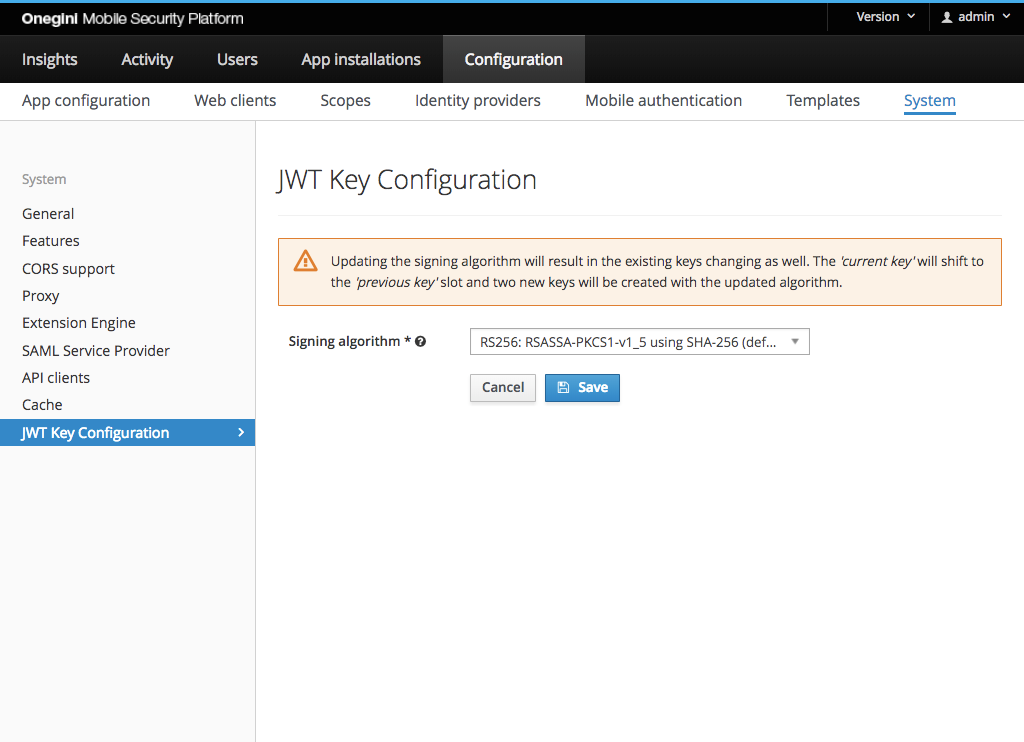 Onegini Mobile Security Platform
Version
admin
Insights
Activity
Users
App installations
Configuration
App configuration
Web clients
Scopes
Identity providers
Mobile authentication
Templates
System
System
General
Features
CORS support
Proxy
Extension Engine
SAML Service Provider
API clients
Cache
JWT Key Configuration
JWT Key Configuration
Updating the signing algorithm will result in the existing keys changing as well. The 'current key' will shift to
the 'previous key' slot and two new keys will be created with the updated algorithm.
Signing algorithm *
RS256: RSASSA-PKCS1-v1_5 using SHA-256 (def...
Cancel
Save